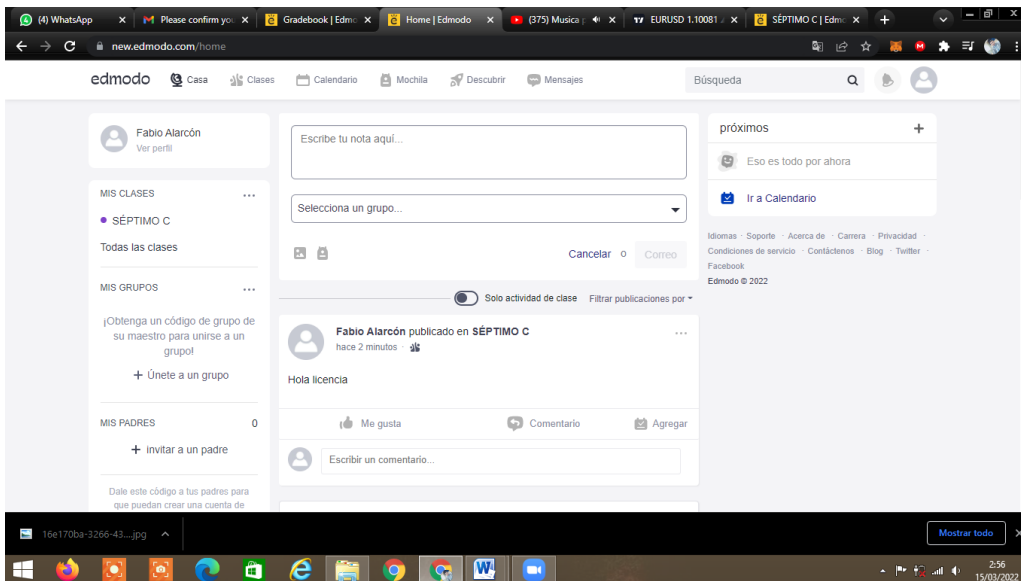 (4) WhatsApp
Please confirm you
Gradebook | Edmo
Home | Edmodo
(375) Musica p
EURUSD 1.10081
SÉPTIMO C | Edmo
new.edmodo.com/home
edmodo
Casa
Clases
Calendario
Mochila
Descubrir
Mensajes
Búsqueda
Fabio Alarcón
Ver perfil
MIS CLASES
SÉPTIMO C
Todas las clases
MIS GRUPOS
¡Obtenga un código de grupo de
su maestro para unirse a un
grupo!
+ Únete a un grupo
MIS PADRES 0
+ invitar a un padre
Dale este código a tus padres para
que puedan crear una cuenta de
Escribe tu nota aquí...
Selecciona un grupo...
Cancelar o Correo
Solo actividad de clase Filtrar publicaciones por
Fabio Alarcón publicado en SÉPTIMO C
hace 2 minutos ·
Hola licencia
Me gusta
Comentario
Agregar
Escribir un comentario...
próximos +
Eso es todo por ahora
Ir a Calendario
Idiomas · Soporte · Acerca de · Carrera · Privacidad ·
Condiciones de servicio · Contáctenos · Blog · Twitter ·
Facebook
Edmodo © 2022
16e170ba-3266-43....jpg
Mostrar todo
2:56
15/03/2022